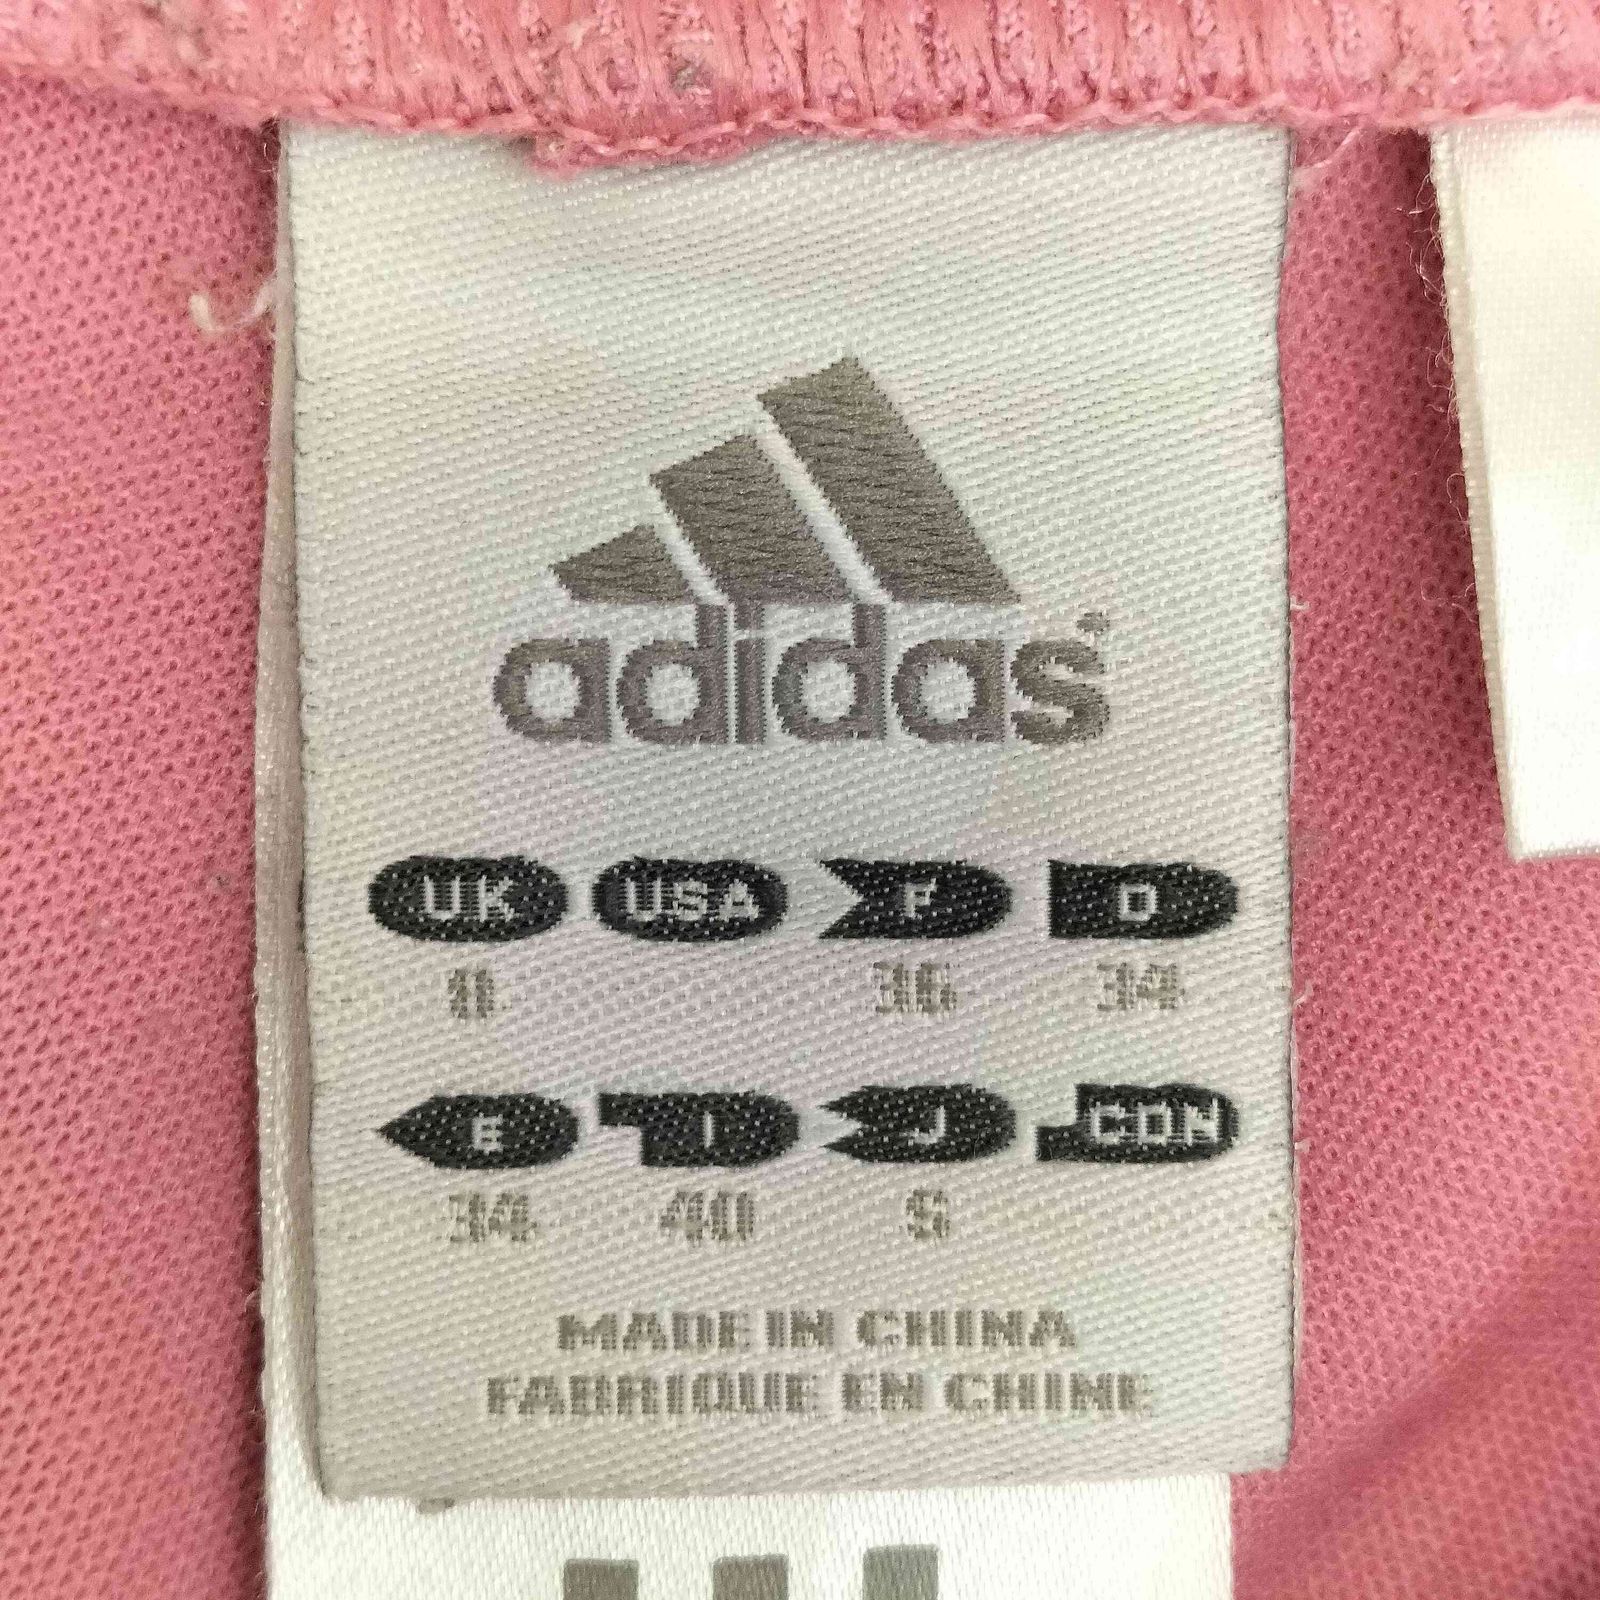 adidas
UK USA F D
8 36 34
E I J CDN
34 40 S
MADE IN CHINA
FABRIQUE EN CHINE